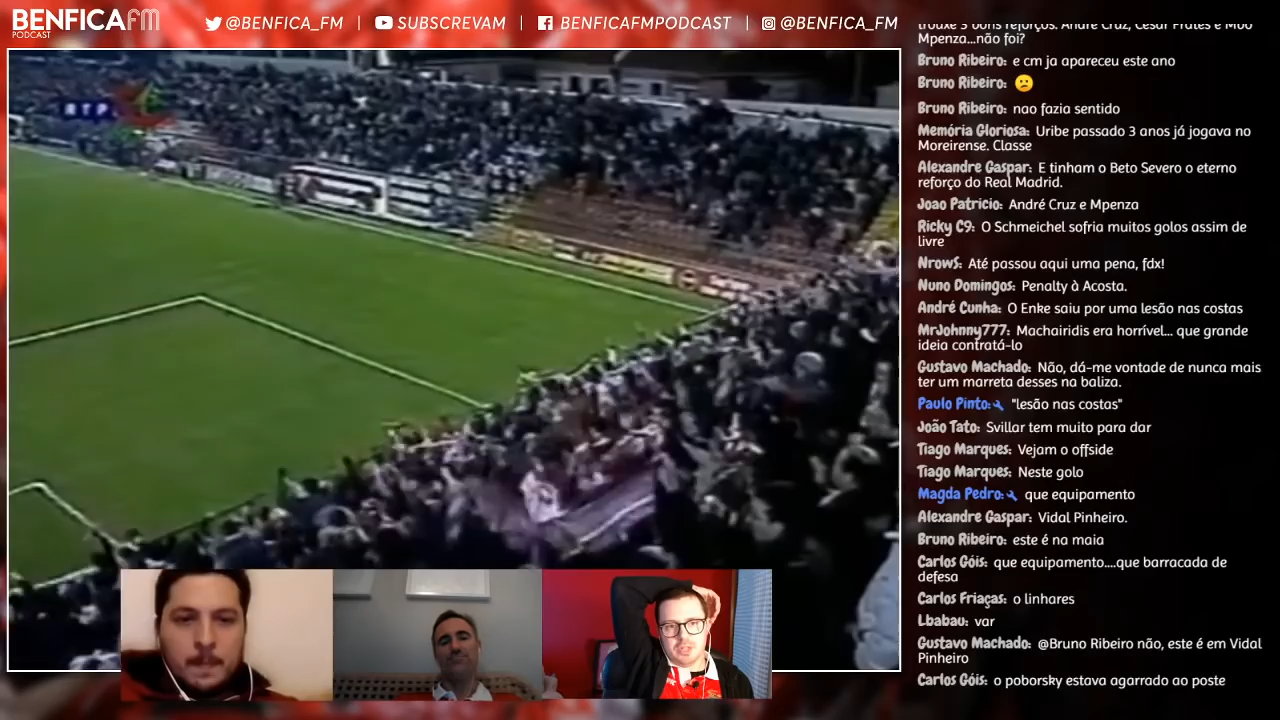 BENFICAFM
PODCAST
@BENFICA_FM | SUBSCREVAM | BENFICAFMPODCAST | @BENFICA_FM
RTP
trouxe 3 bons reforços. André Cruz, César Prates e
Mpenza...não foi?
Bruno Ribeiro: e cm ja apareceu este ano
Bruno Ribeiro: 😕
Bruno Ribeiro: nao fazia sentido
Memória Gloriosa: Uribe passado 3 anos já jogava no
Moreirense. Classe
Alexandre Gaspar: E tinham o Beto Severo o eterno
reforço do Real Madrid.
Joao Patricio: André Cruz e Mpenza
Ricky C9: O Schmeichel sofria muitos golos assim de
livre
NrowS: Até passou aqui uma pena, fdx!
Nuno Domingos: Penalty à Acosta.
André Cunha: O Enke saiu por uma lesão nas costas
MrJohnny777: Machairidis era horrível... que grande
ideia contratá-lo
Gustavo Machado: Não, dá-me vontade de nunca mais
ter um marreta desses na baliza.
Paulo Pinto: "lesão nas costas"
João Tato: Svillar tem muito para dar
Tiago Marques: Vejam o offside
Tiago Marques: Neste golo
Magda Pedro: que equipamento
Alexandre Gaspar: Vidal Pinheiro.
Bruno Ribeiro: este é na maia
Carlos Góis: que equipamento....que barracada de
defesa
Carlos Friaças: o linhares
Lbabau: var
Gustavo Machado: @Bruno Ribeiro não, este é em Vidal
Pinheiro
Carlos Góis: o poborsky estava agarrado ao poste